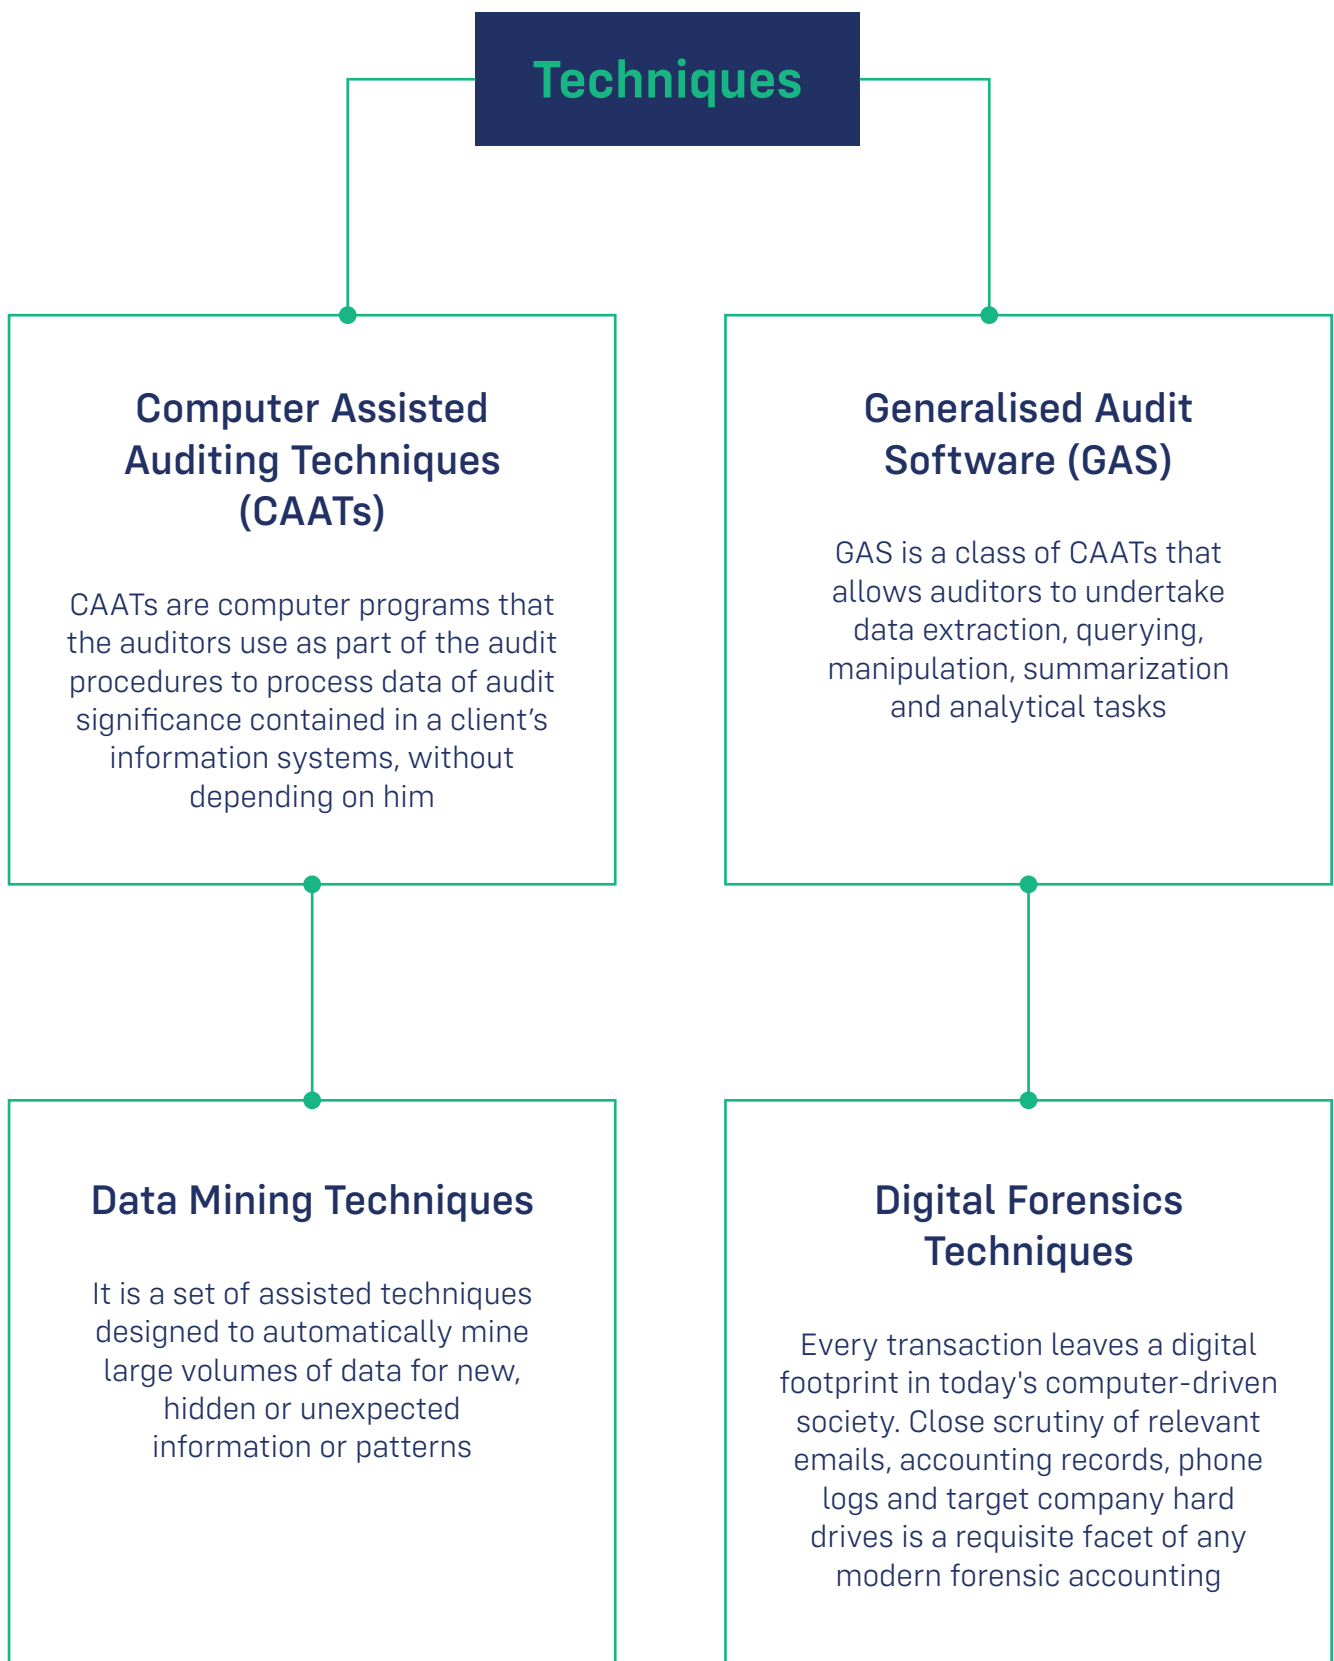 Techniques
Computer Assisted
Auditing Techniques
(CAATs)
CAATs are computer programs that
the auditors use as part of the audit
procedures to process data of audit
significance contained in a client’s
information systems, without
depending on him
Generalised Audit
Software (GAS)
GAS is a class of CAATs that
allows auditors to undertake
data extraction, querying,
manipulation, summarization
and analytical tasks
Data Mining Techniques
It is a set of assisted techniques
designed to automatically mine
large volumes of data for new,
hidden or unexpected
information or patterns
Digital Forensics
Techniques
Every transaction leaves a digital
footprint in today's computer-driven
society. Close scrutiny of relevant
emails, accounting records, phone
logs and target company hard
drives is a requisite facet of any
modern forensic accounting